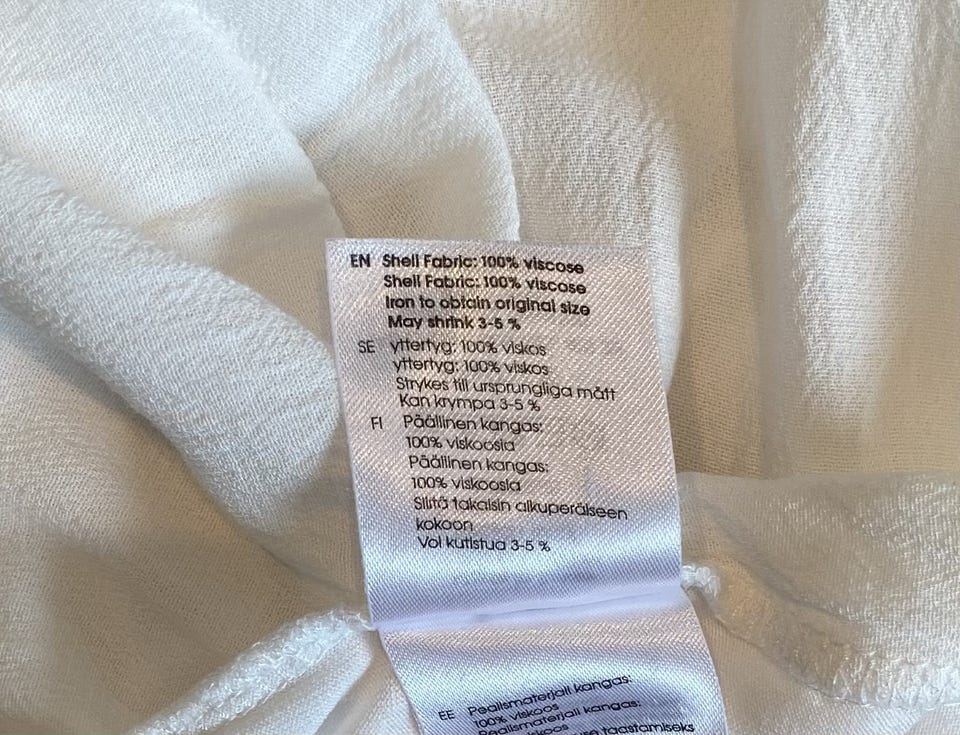 EN Shell Fabric: 100% viscose
Shell Fabric: 100% viscose
Iron to obtain original size
May shrink 3-5 %
SE yttertyg: 100% viskos
yttertyg: 100% viskos
Strykes till ursprungliga mått
Kan krympa 3-5 %
FI Päällinen kangas:
100% viskoosia
Päällinen kangas:
100% viskoosia
Silitä takaisin alkuperäiseen
kokoon
Voi kutistua 3-5 %
EE Pealismaterjali kangas:
100% viskoos
Pealismaterjali kangas:
viskoos
taastamiseks